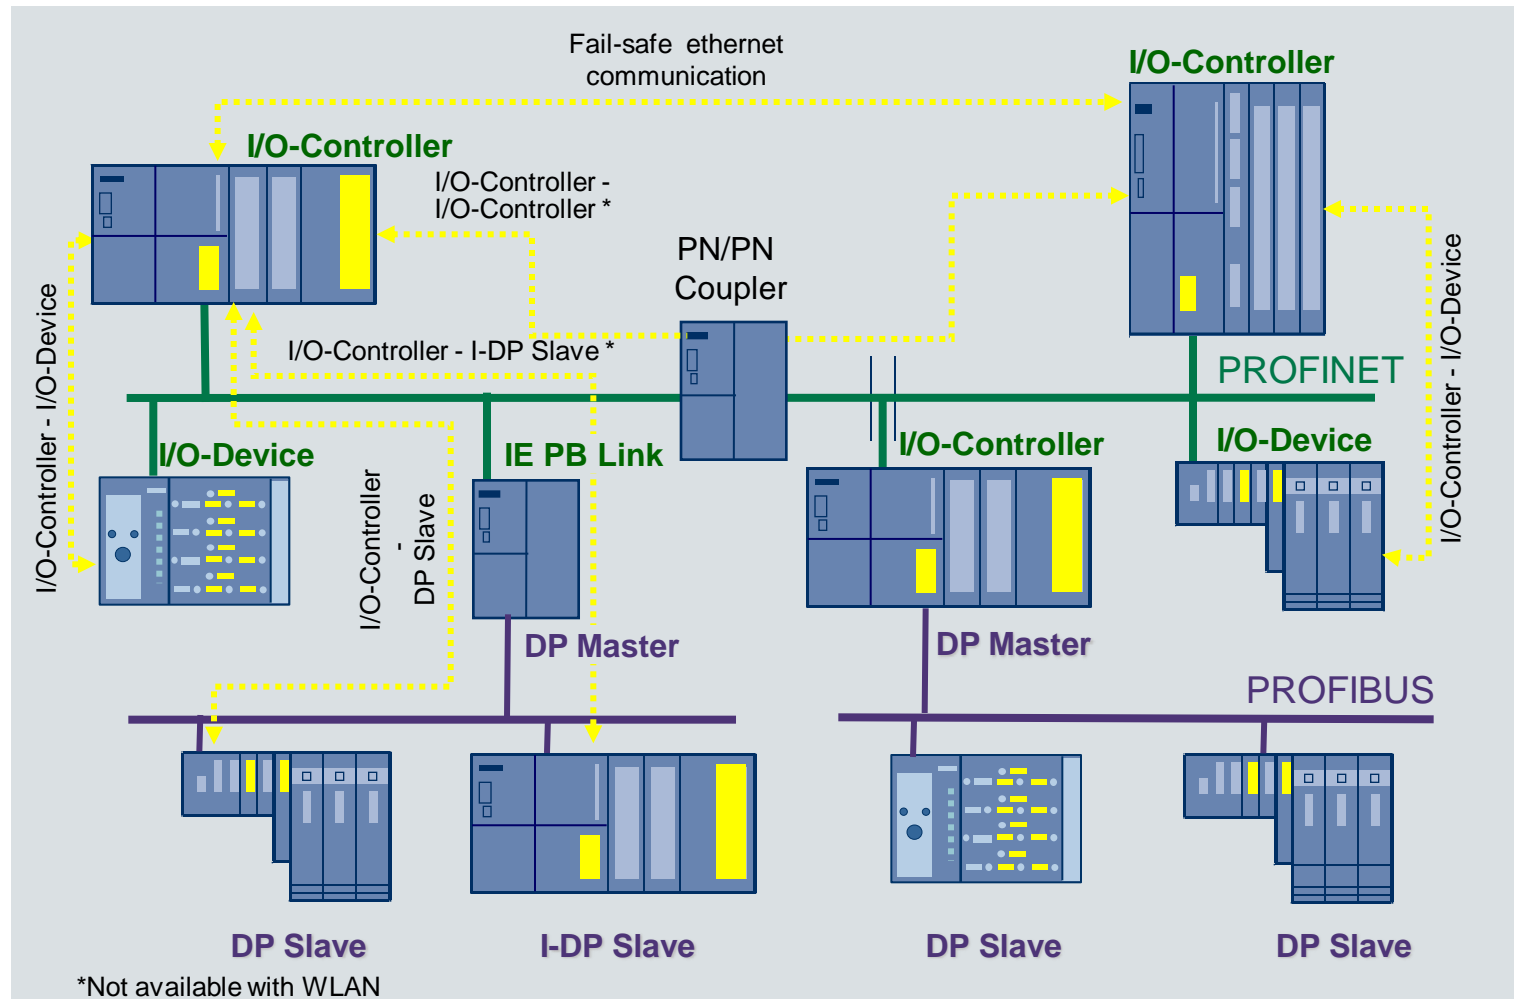 Fail-safe ethernet
communication
I/O-Controller
I/O-Controller
I/O-Controller -
I/O-Controller *
PN/PN
Coupler
I/O-Controller - I/O-Device
I/O-Controller - I/O-Device
I/O-Controller - I-DP Slave *
PROFINET
I/O-Device
IE PB Link
I/O-Controller
I/O-Device
I/O-Controller
-
DP Slave
DP Master
DP Master
PROFIBUS
DP Slave
I-DP Slave
DP Slave
DP Slave
*Not available with WLAN